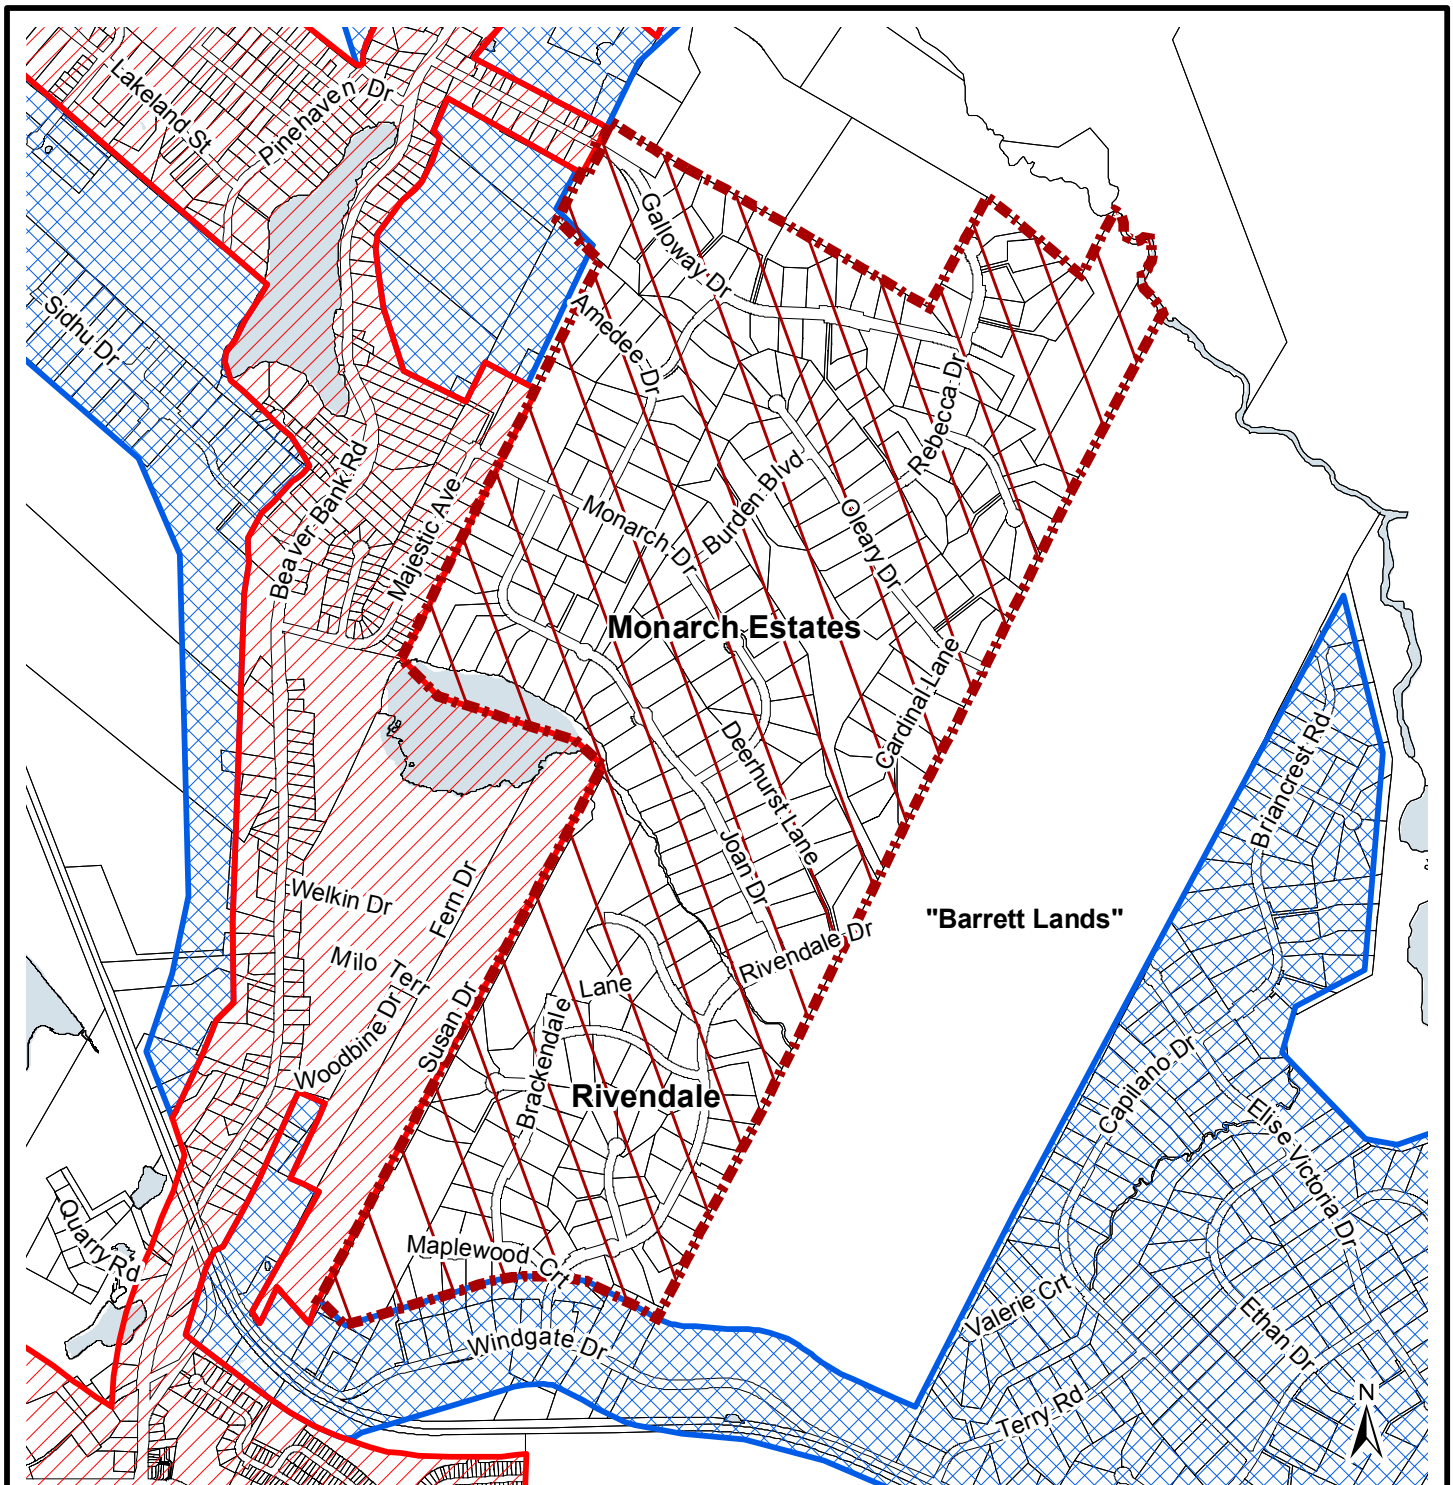 Lakeland St
Pinehaven Dr
Galloway Dr
Sidhu Dr
Amedee Dr
Rebecca Dr
Beaver Bank Rd
Majestic Ave
Monarch Dr
Burden Blvd
Oleary Dr
Monarch Estates
Cardinal Lane
Briancrest Rd
Deerhurst Lane
Joan Dr
Welkin Dr
Fern Dr
"Barrett Lands"
Milo Terr
Rivendale Dr
Brackendale Lane
Woodbine Dr
Susan Dr
Rivendale
Capilano Dr
Elise Victoria Dr
Quarry Rd
Maplewood Crt
Valerie Crt
Ethan Dr
Windgate Dr
Terry Rd
N